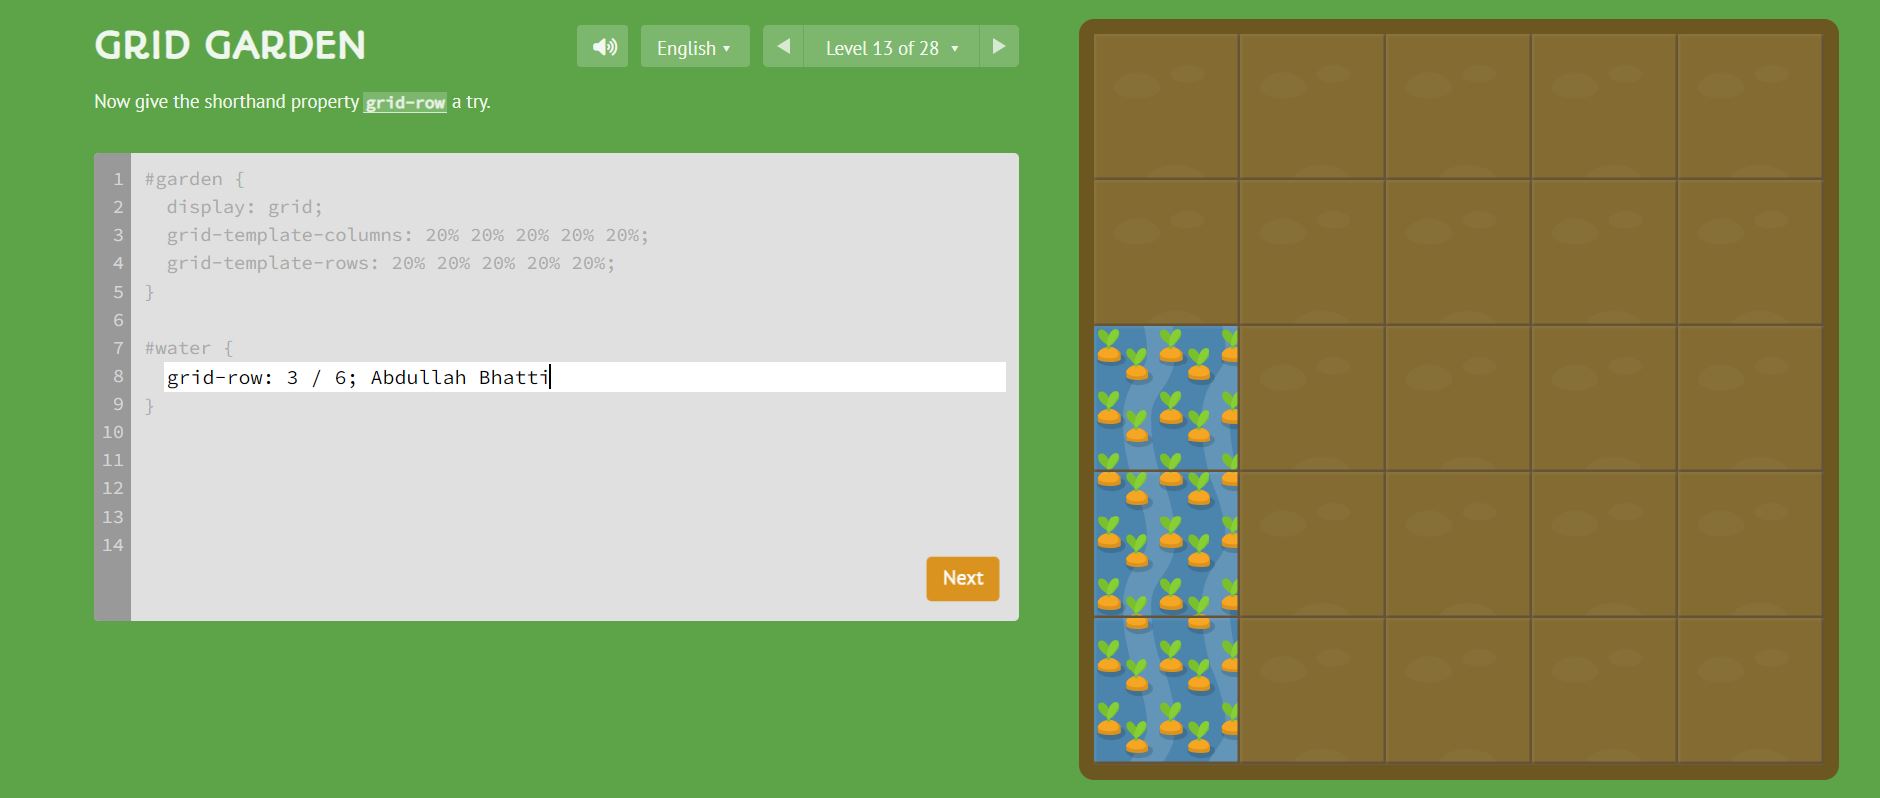 GRID GARDEN
English ▾
Level 13 of 28 ▾
Now give the shorthand property grid-row a try.
1 #garden {
2 display: grid;
3 grid-template-columns: 20% 20% 20% 20% 20%;
4 grid-template-rows: 20% 20% 20% 20% 20%;
5 }
6
7 #water {
8 grid-row: 3 / 6; Abdullah Bhatti
9 }
10
11
12
13
14
Next